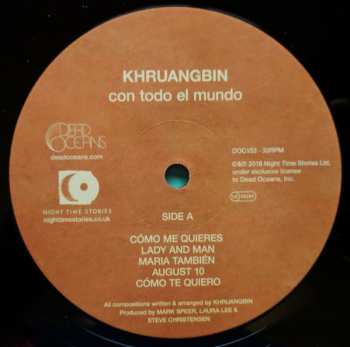 KHRUANGBIN
con todo el mundo
DEAD
OCEANS
deadoceans.com
DOC153 - 33RPM
℗&© 2018 Night Time Stories Ltd.
under exclusive license
to Dead Oceans, Inc.
NIGHT TIME STORIES
nighttimestories.co.uk
SIDE A
CÓMO ME QUIERES
LADY AND MAN
MARIA TAMBIÉN
AUGUST 10
CÓMO TE QUIERO
All compositions written & arranged by KHRUANGBIN
Produced by MARK SPEER, LAURA LEE &
STEVE CHRISTENSEN